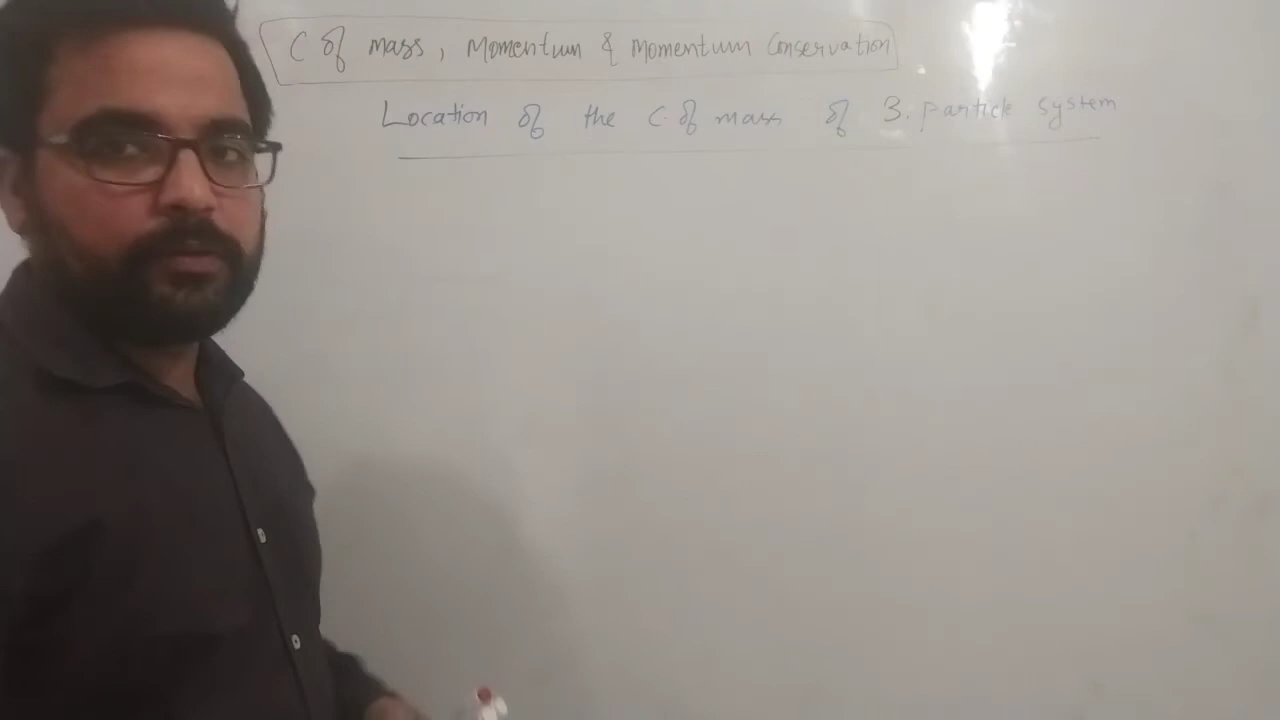 C of mass, Momentum & Momentum Conservation
Location of the C. of mass of 3. particle system